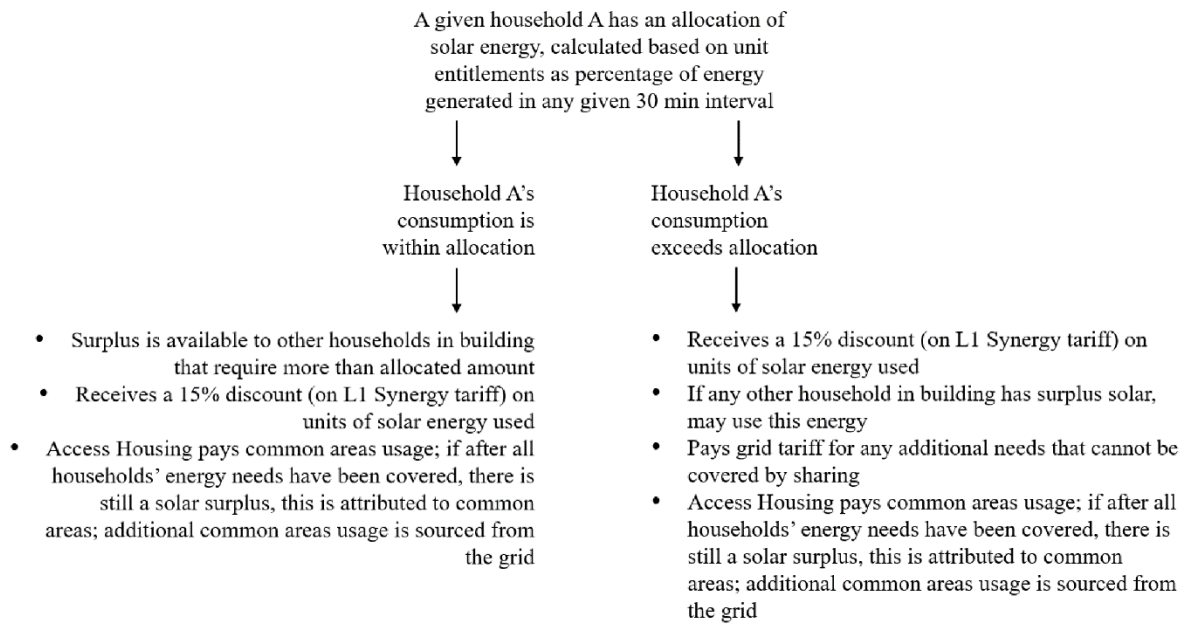 A given household A has an allocation of
solar energy, calculated based on unit
entitlements as percentage of energy
generated in any given 30 min interval
Household A's
consumption is
within allocation
Household A's
consumption
exceeds allocation
• Surplus is available to other households in building
that require more than allocated amount
• Receives a 15% discount (on L1 Synergy tariff) on
units of solar energy used
• Access Housing pays common areas usage; if after all
households' energy needs have been covered, there is
still a solar surplus, this is attributed to common
areas; additional common areas usage is sourced from
the grid
• Receives a 15% discount (on L1 Synergy tariff) on
units of solar energy used
• If any other household in building has surplus solar,
may use this energy
• Pays grid tariff for any additional needs that cannot be
covered by sharing
• Access Housing pays common areas usage; if after all
households' energy needs have been covered, there is
still a solar surplus, this is attributed to common
areas; additional common areas usage is sourced from
the grid